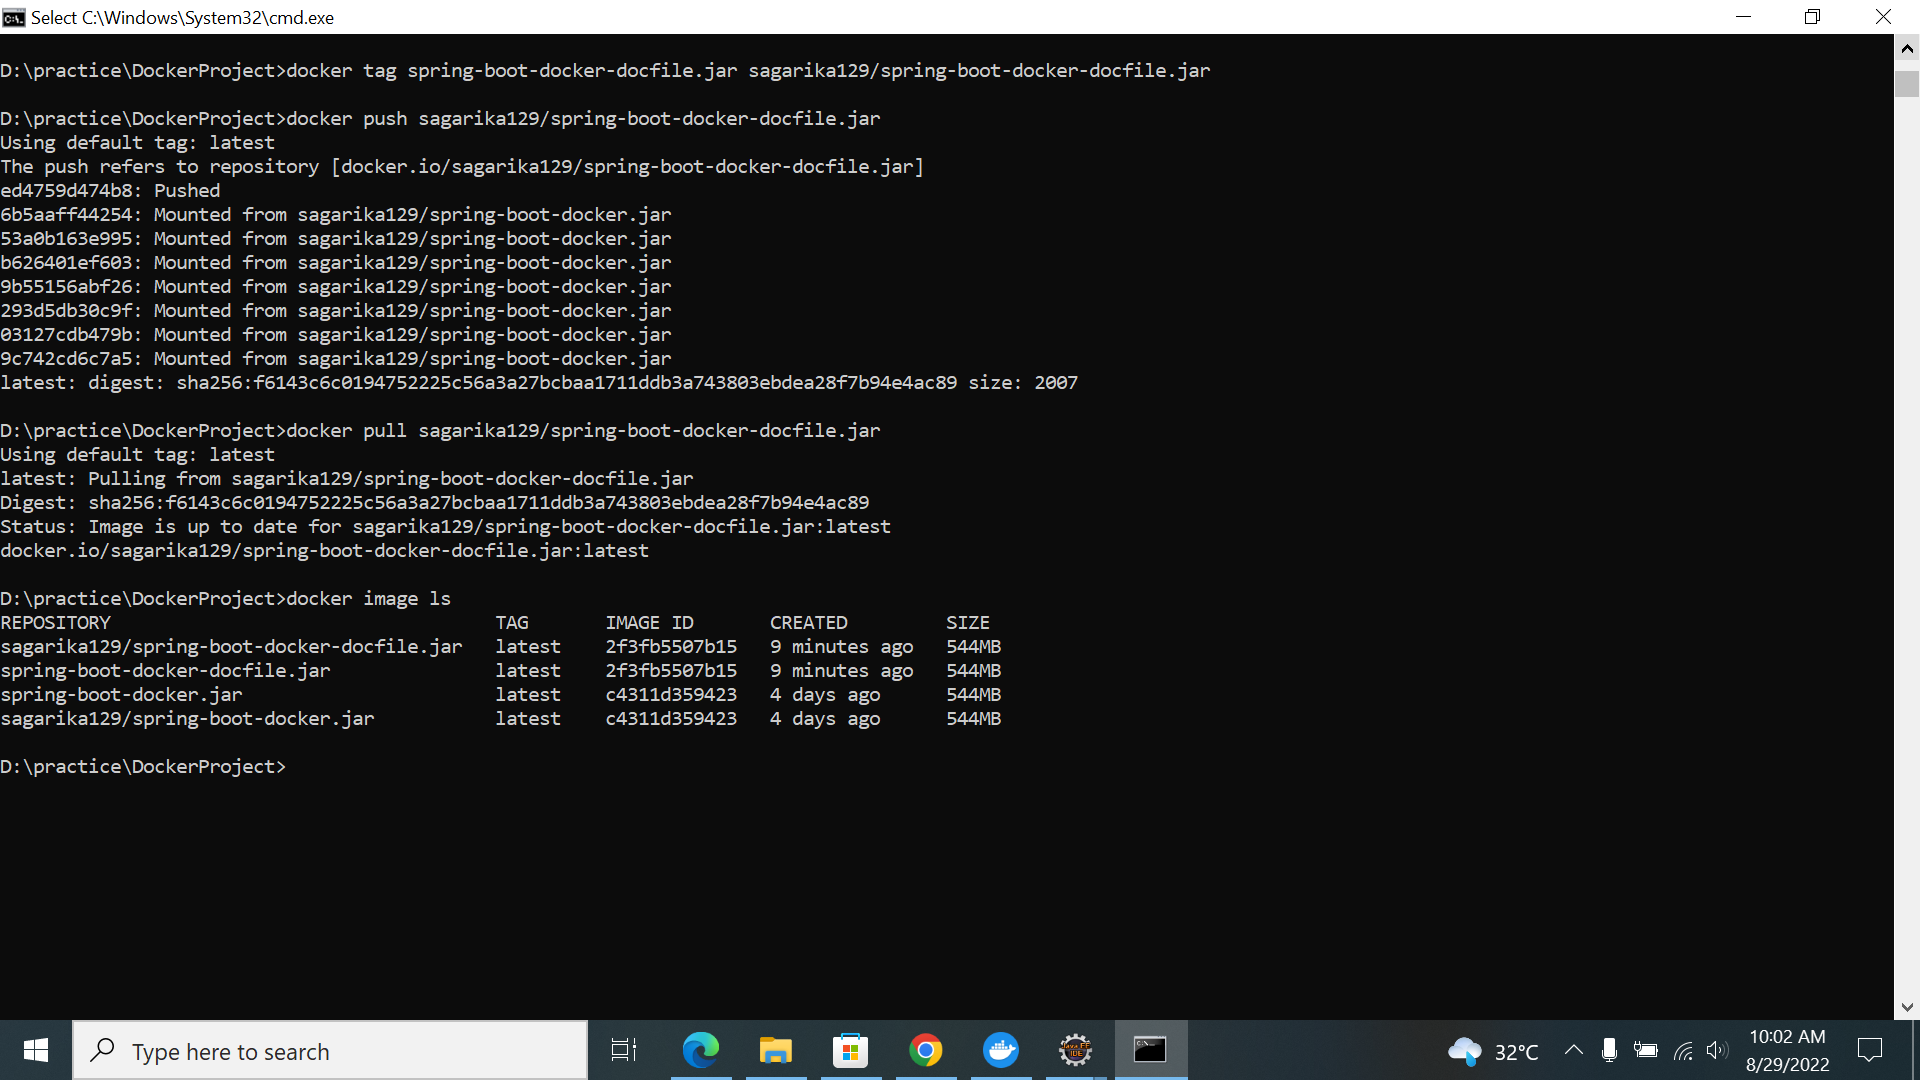 Select C:\Windows\System32\cmd.exe
D:\practice\DockerProject>docker tag spring-boot-docker-docfile.jar sagarika129/spring-boot-docker-docfile.jar
D:\practice\DockerProject>docker push sagarika129/spring-boot-docker-docfile.jar
Using default tag: latest
The push refers to repository [docker.io/sagarika129/spring-boot-docker-docfile.jar]
ed4759d474b8: Pushed
6b5aaff44254: Mounted from sagarika129/spring-boot-docker.jar
53a0b163e995: Mounted from sagarika129/spring-boot-docker.jar
b626401ef603: Mounted from sagarika129/spring-boot-docker.jar
9b55156abf26: Mounted from sagarika129/spring-boot-docker.jar
293d5db30c9f: Mounted from sagarika129/spring-boot-docker.jar
03127cdb479b: Mounted from sagarika129/spring-boot-docker.jar
9c742cd6c7a5: Mounted from sagarika129/spring-boot-docker.jar
latest: digest: sha256:f6143c6c0194752225c56a3a27bcbaa1711ddb3a743803ebdea28f7b94e4ac89 size: 2007
D:\practice\DockerProject>docker pull sagarika129/spring-boot-docker-docfile.jar
Using default tag: latest
latest: Pulling from sagarika129/spring-boot-docker-docfile.jar
Digest: sha256:f6143c6c0194752225c56a3a27bcbaa1711ddb3a743803ebdea28f7b94e4ac89
Status: Image is up to date for sagarika129/spring-boot-docker-docfile.jar:latest
docker.io/sagarika129/spring-boot-docker-docfile.jar:latest
D:\practice\DockerProject>docker image ls
REPOSITORY TAG IMAGE ID CREATED SIZE
sagarika129/spring-boot-docker-docfile.jar latest 2f3fb5507b15 9 minutes ago 544MB
spring-boot-docker-docfile.jar latest 2f3fb5507b15 9 minutes ago 544MB
spring-boot-docker.jar latest c4311d359423 4 days ago 544MB
sagarika129/spring-boot-docker.jar latest c4311d359423 4 days ago 544MB
D:\practice\DockerProject>
Type here to search
32°C
10:02 AM
8/29/2022